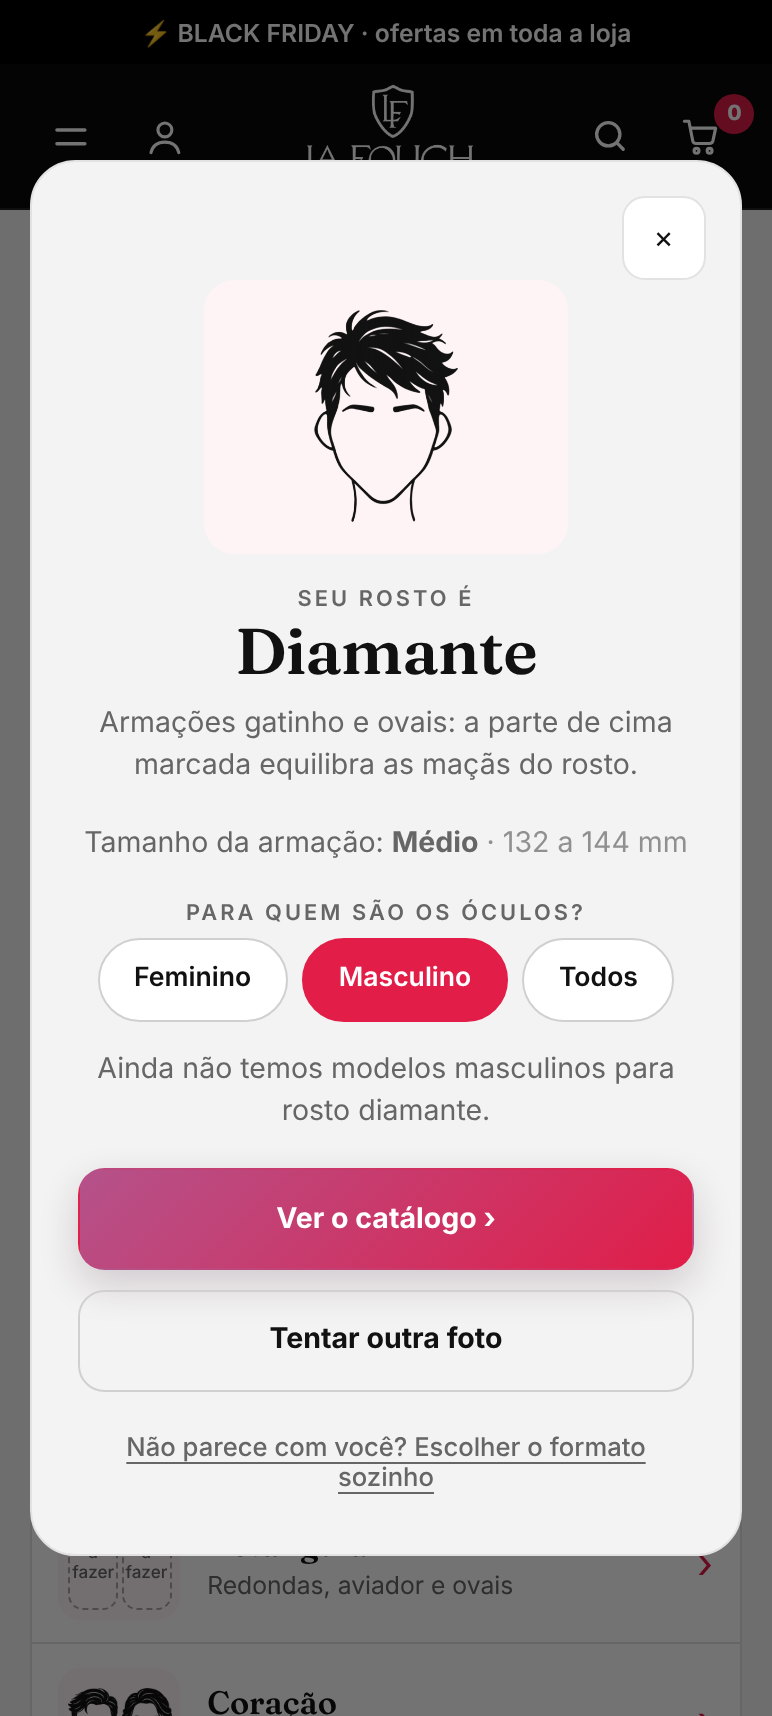 ⚡ BLACK FRIDAY · ofertas em toda a loja
LF
0
×
SEU ROSTO É
Diamante
Armações gatinho e ovais: a parte de cima
marcada equilibra as maçãs do rosto.
Tamanho da armação: Médio · 132 a 144 mm
PARA QUEM SÃO OS ÓCULOS?
Feminino
Masculino
Todos
Ainda não temos modelos masculinos para
rosto diamante.
Ver o catálogo ›
Tentar outra foto
Não parece com você? Escolher o formato
sozinho
fazer fazer
Redondas, aviador e ovais
Coração